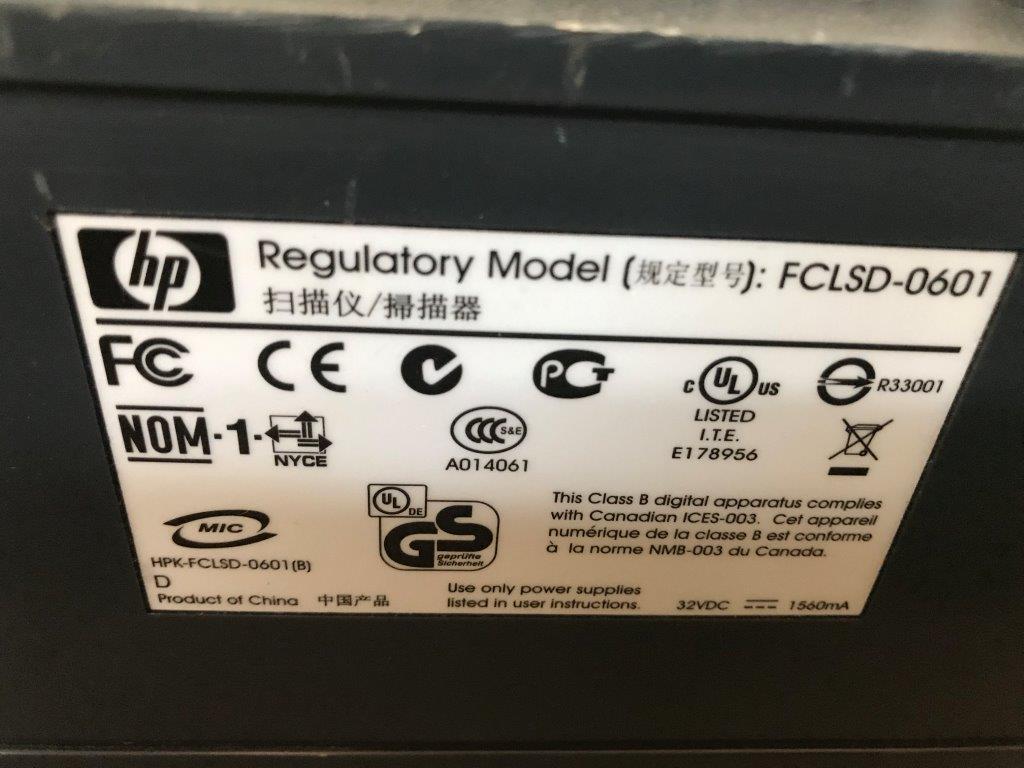 hp
Regulatory Model (规定型号): FCLSD-0601
扫描仪/掃描器
FC CE PCT c UL US R33001
LISTED
I.T.E.
E178956
NOM-1- NYCE
CCC S&E
A014061
MIC
HPK-FCLSD-0601(B)
D
Product of China 中国产品
UL DE
GS
geprüfte
Sicherheit
This Class B digital apparatus complies
with Canadian ICES-003. Cet appareil
numérique de la classe B est conforme
à la norme NMB-003 du Canada.
Use only power supplies
listed in user instructions.
32VDC 1560mA